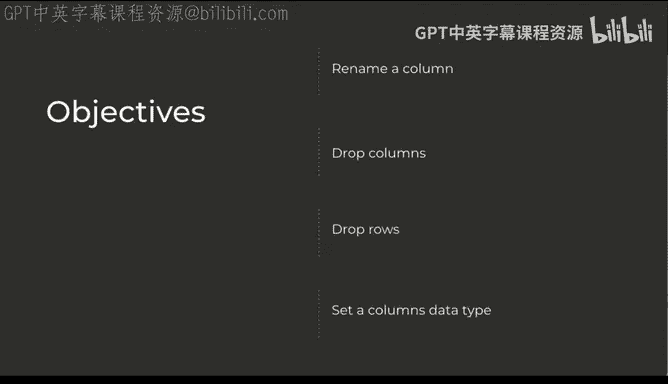 GPT中英字幕课程资源@bilibili.com
GPT中英字幕课程资源 bilibili
Objectives
Rename a column
Drop columns
Drop rows
Set a columns data type